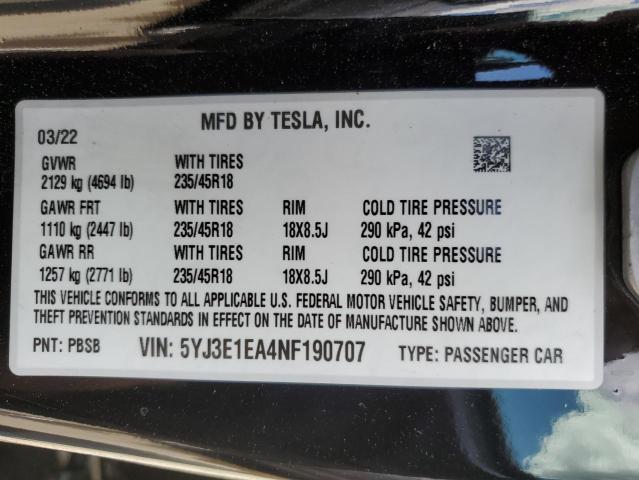 MFD BY TESLA, INC.
03/22
GVWR WITH TIRES
2129 kg (4694 lb) 235/45R18
GAWR FRT WITH TIRES RIM COLD TIRE PRESSURE
1110 kg (2447 lb) 235/45R18 18X8.5J 290 kPa, 42 psi
GAWR RR WITH TIRES RIM COLD TIRE PRESSURE
1257 kg (2771 lb) 235/45R18 18X8.5J 290 kPa, 42 psi
THIS VEHICLE CONFORMS TO ALL APPLICABLE U.S. FEDERAL MOTOR VEHICLE SAFETY, BUMPER, AND
THEFT PREVENTION STANDARDS IN EFFECT ON THE DATE OF MANUFACTURE SHOWN ABOVE.
PNT: PBSB VIN: 5YJ3E1EA4NF190707 TYPE: PASSENGER CAR